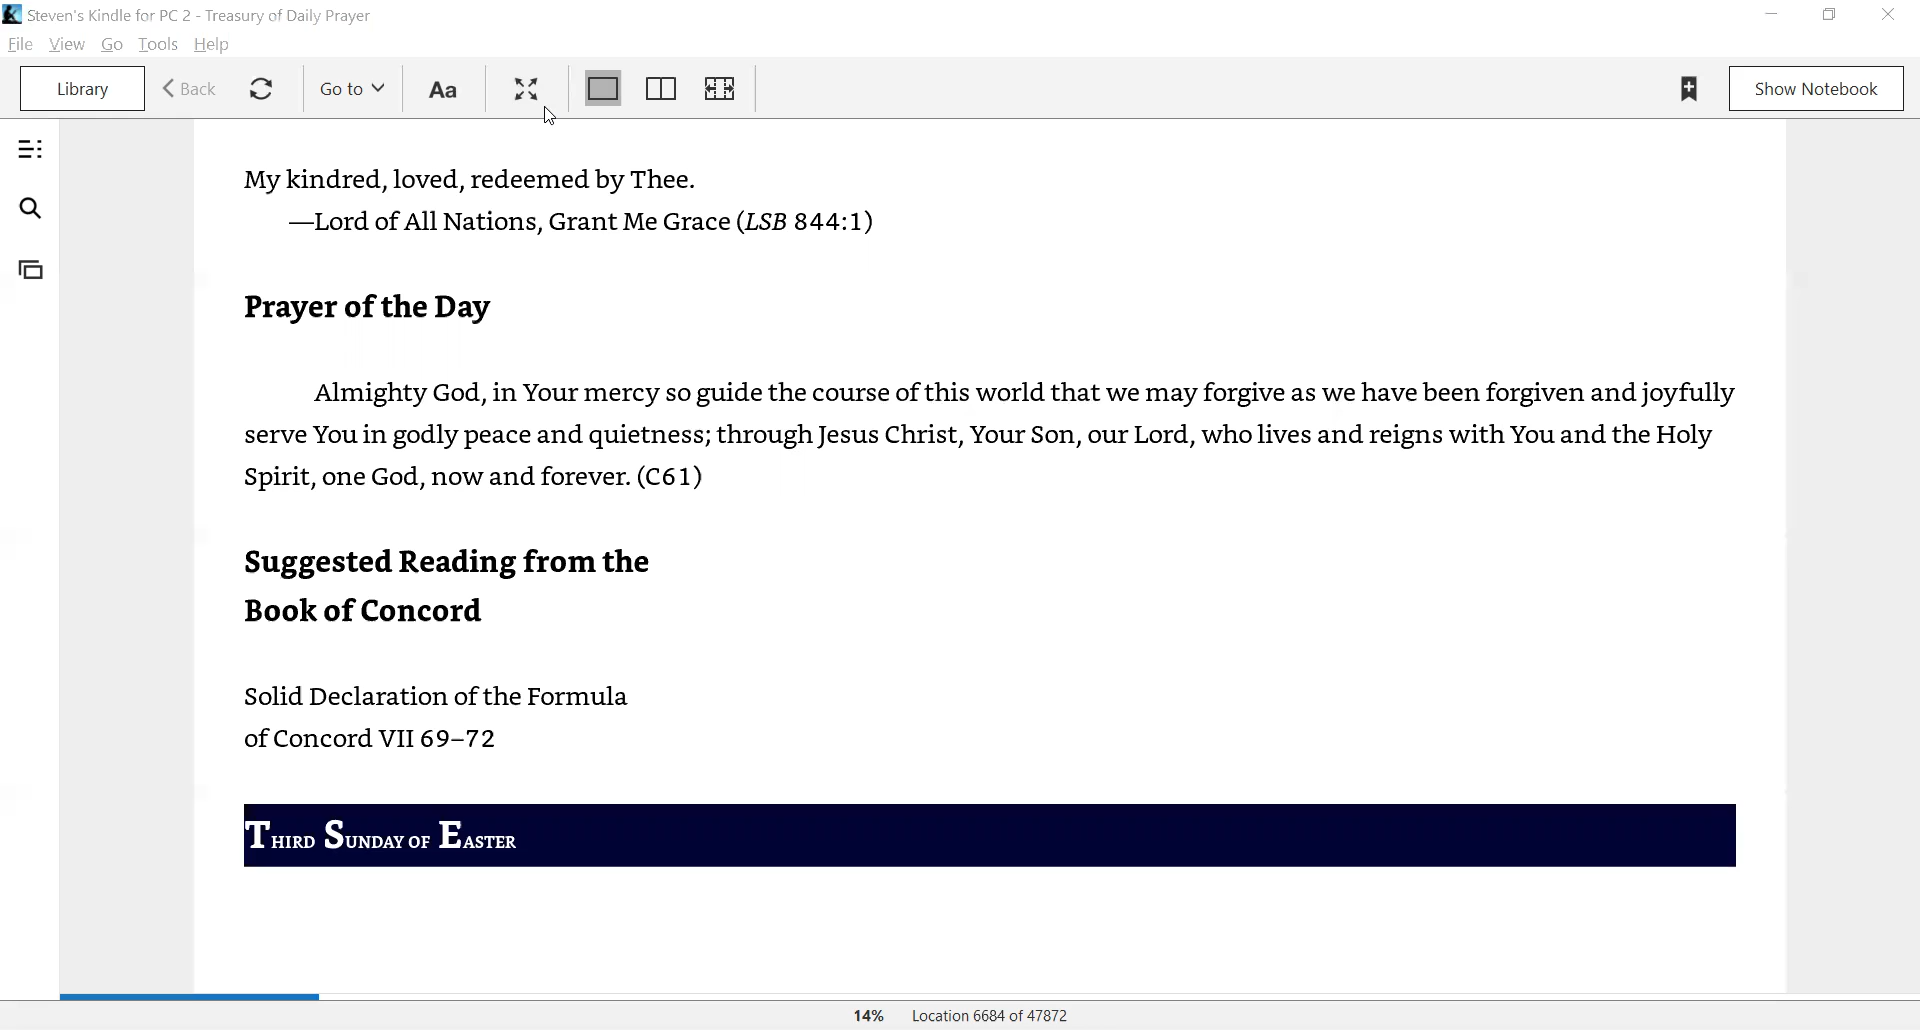 Steven's Kindle for PC 2 - Treasury of Daily Prayer
File View Go Tools Help
Library Back Go to Aa Show Notebook
My kindred, loved, redeemed by Thee.
—Lord of All Nations, Grant Me Grace (LSB 844:1)
Prayer of the Day
Almighty God, in Your mercy so guide the course of this world that we may forgive as we have been forgiven and joyfully
serve You in godly peace and quietness; through Jesus Christ, Your Son, our Lord, who lives and reigns with You and the Holy
Spirit, one God, now and forever. (C61)
Suggested Reading from the
Book of Concord
Solid Declaration of the Formula
of Concord VII 69–72
Third Sunday of Easter
14% Location 6684 of 47872